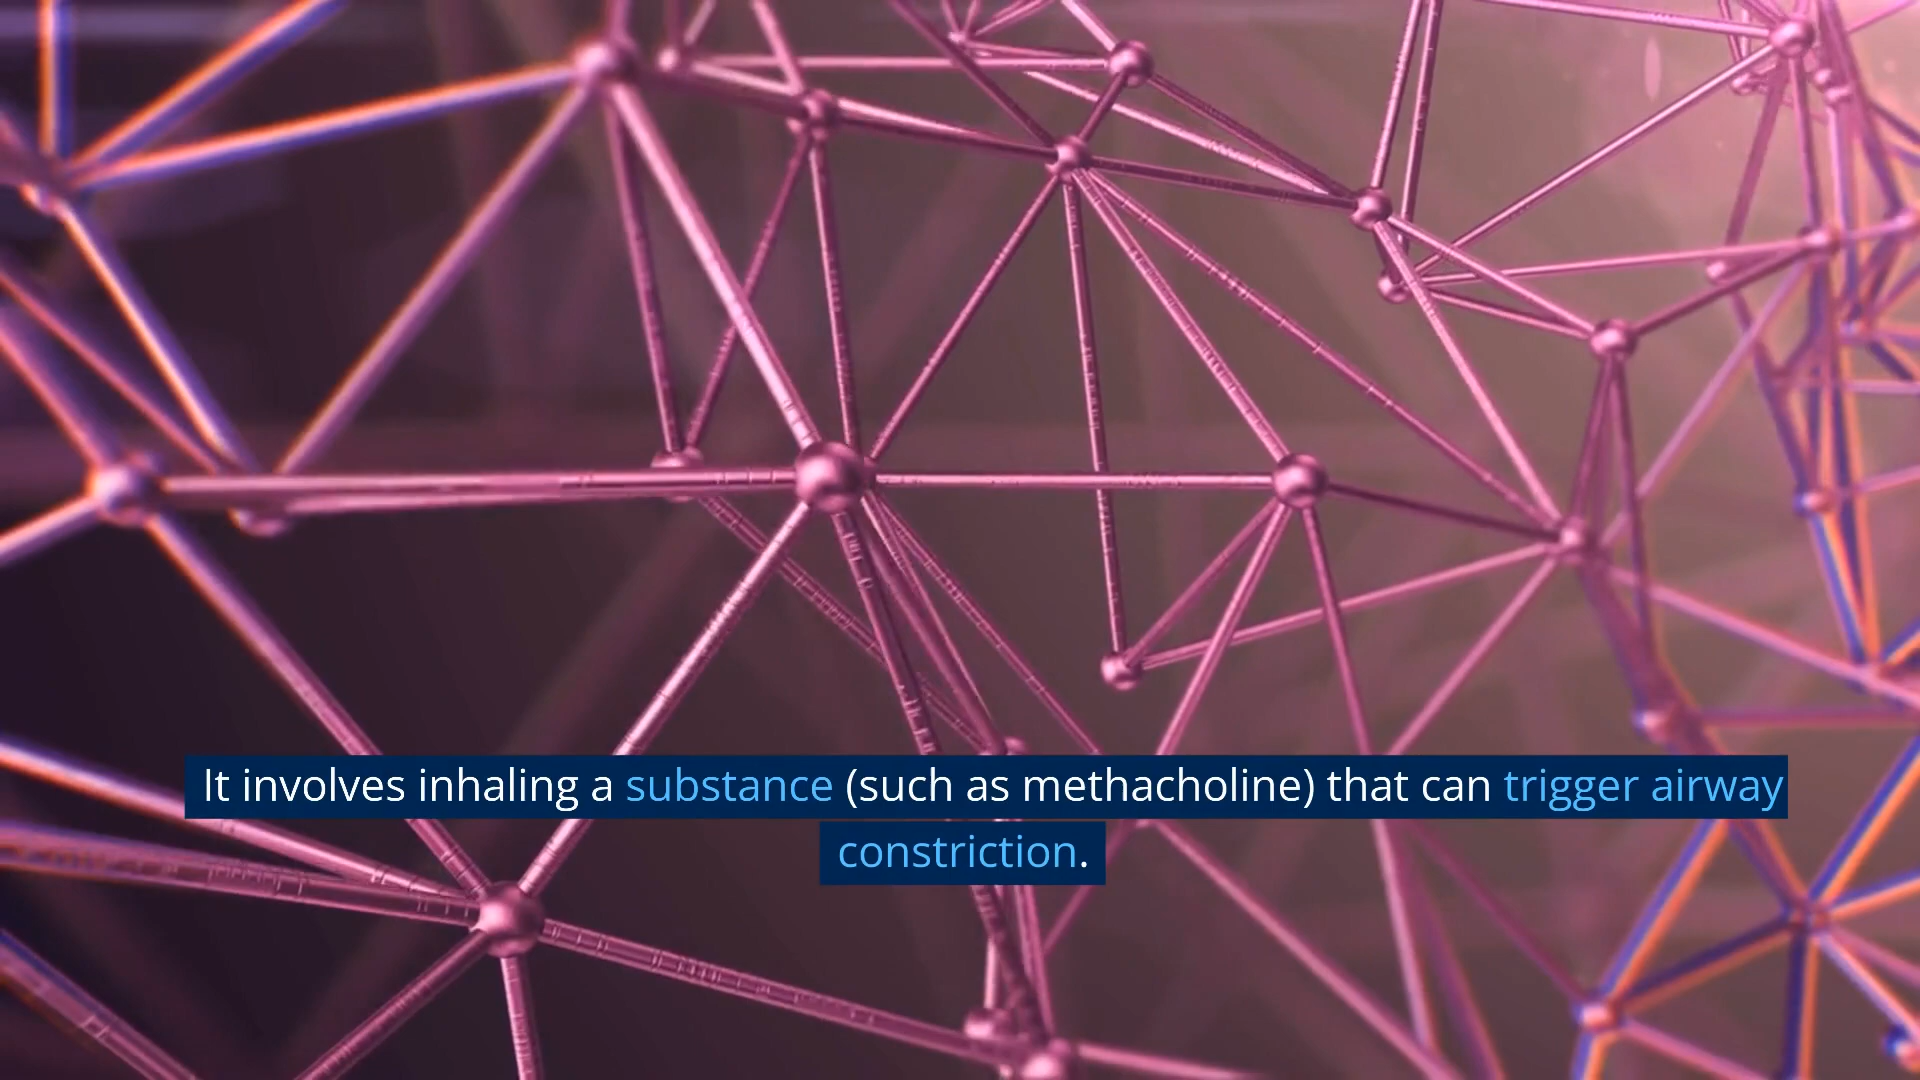 It involves inhaling a substance (such as methacholine) that can trigger airway
constriction.